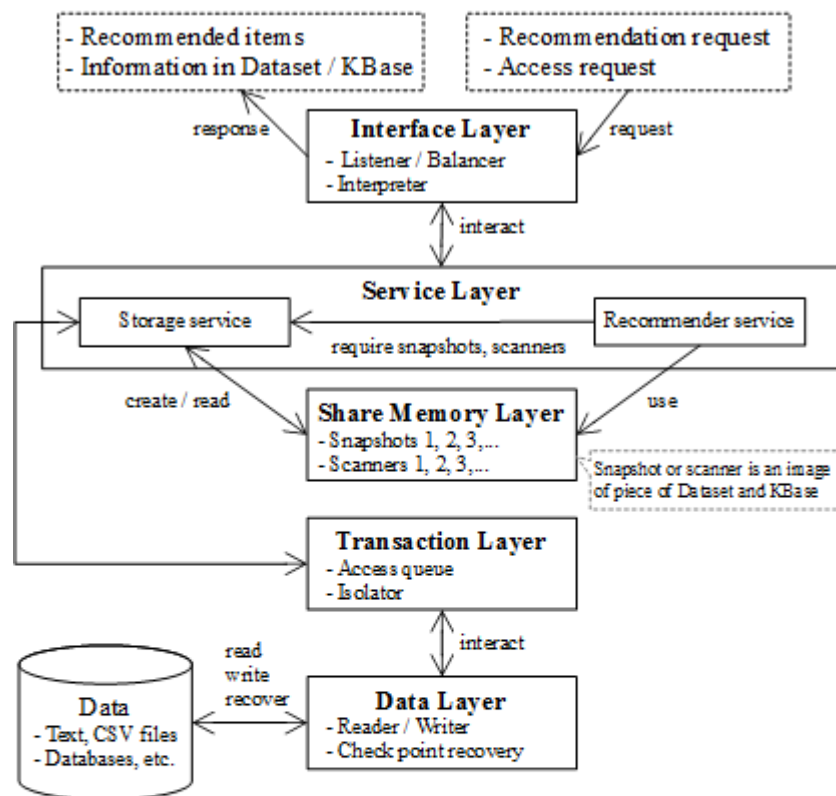 - Recommended items
- Information in Dataset / KBase
- Recommendation request
- Access request
response
request
Interface Layer
- Listener / Balancer
- Interpreter
interact
Service Layer
Storage service
Recommender service
require snapshots, scanners
create / read
use
Share Memory Layer
- Snapshots 1, 2, 3,...
- Scanners 1, 2, 3,...
Snapshot or scanner is an image
of piece of Dataset and KBase
Transaction Layer
- Access queue
- Isolator
interact
read
write
recover
Data
- Text, CSV files
- Databases, etc.
Data Layer
- Reader / Writer
- Check point recovery